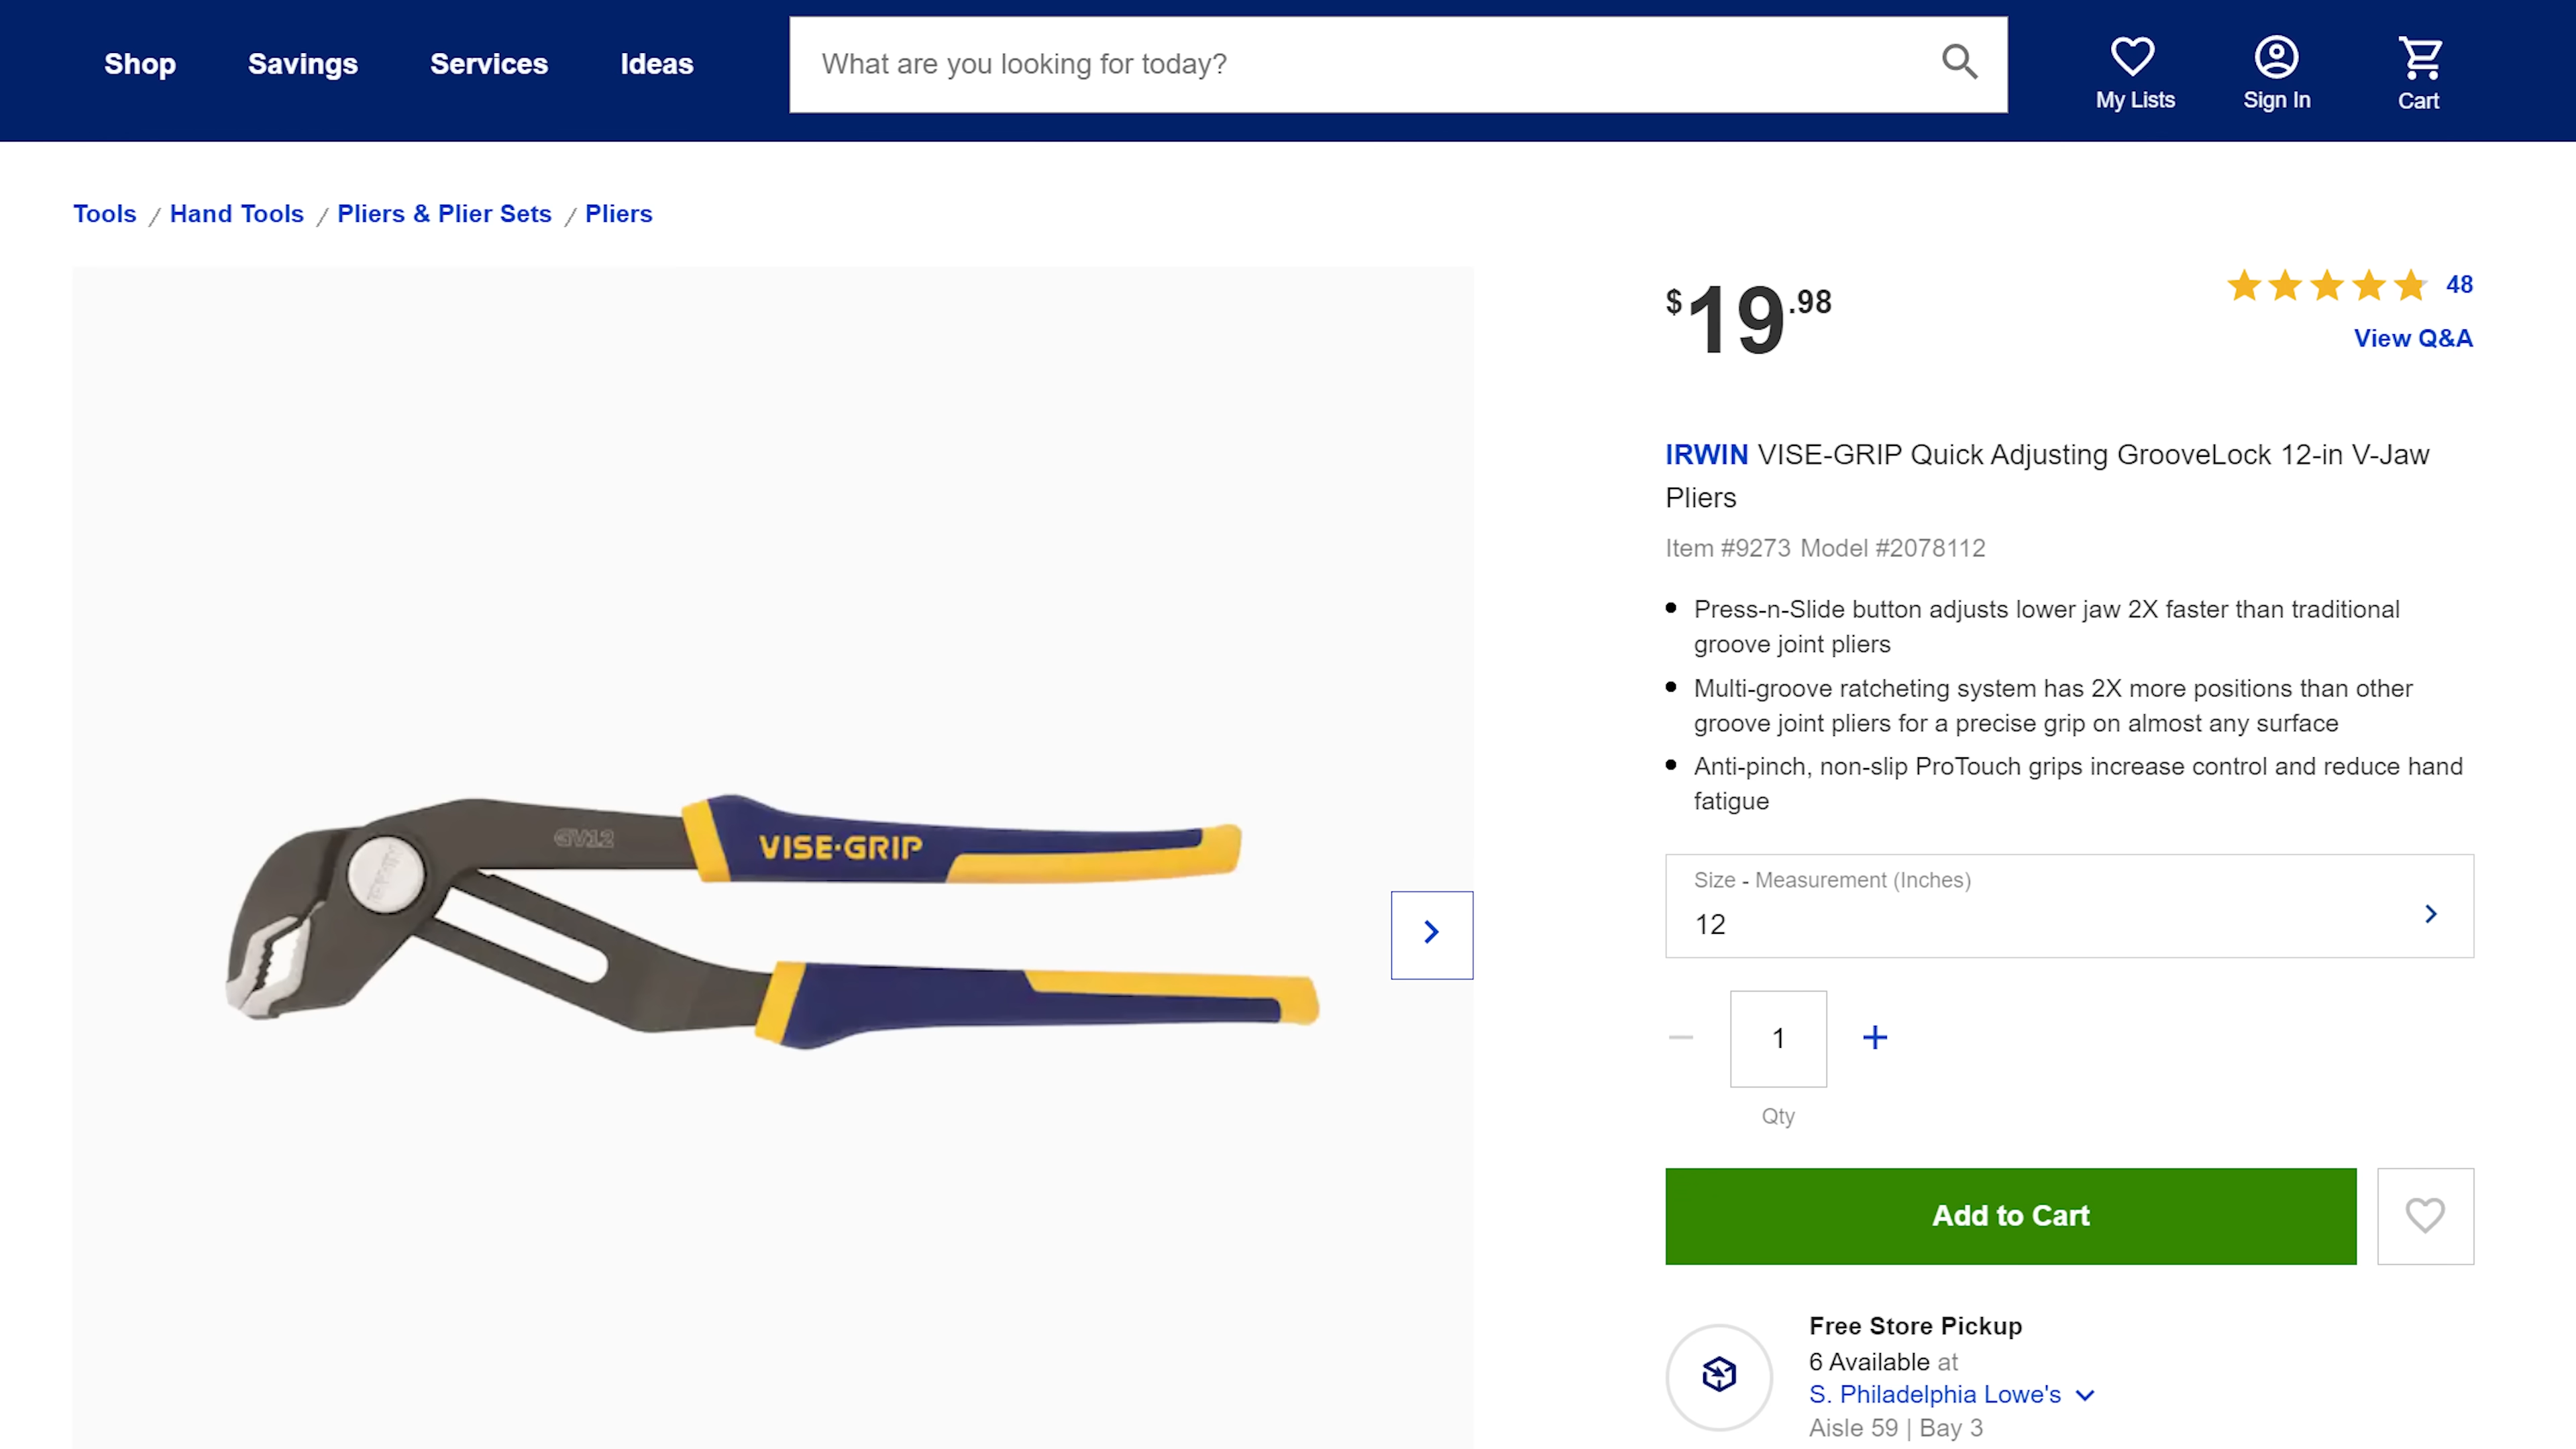 Shop Savings Services Ideas What are you looking for today? My Lists Sign In Cart
Tools / Hand Tools / Pliers & Plier Sets / Pliers
$19.98
48
View Q&A
IRWIN VISE-GRIP Quick Adjusting GrooveLock 12-in V-Jaw
Pliers
Item #9273 Model #2078112
Press-n-Slide button adjusts lower jaw 2X faster than traditional
groove joint pliers
Multi-groove ratcheting system has 2X more positions than other
groove joint pliers for a precise grip on almost any surface
Anti-pinch, non-slip ProTouch grips increase control and reduce hand
fatigue
GV12
VISE·GRIP
Size - Measurement (Inches)
12
1
Qty
Add to Cart
Free Store Pickup
6 Available at
S. Philadelphia Lowe's
Aisle 59 | Bay 3